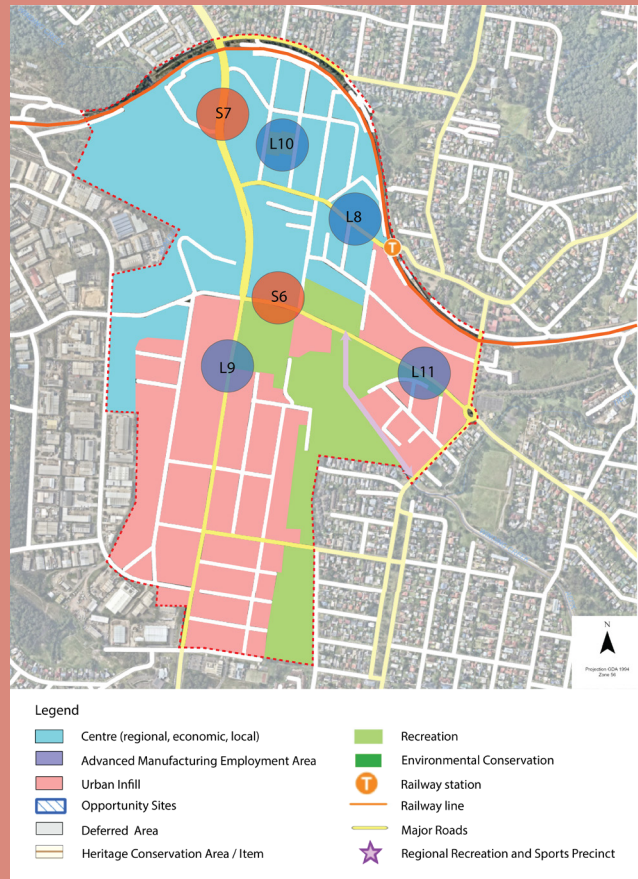 S7
L10
L8
T
S6
L9
L11
N
Projection GDA 1994
Zone 56
Legend
Centre (regional, economic, local)
Advanced Manufacturing Employment Area
Urban Infill
Opportunity Sites
Deferred Area
Heritage Conservation Area / Item
Recreation
Environmental Conservation
T
Railway station
Railway line
Major Roads
Regional Recreation and Sports Precinct